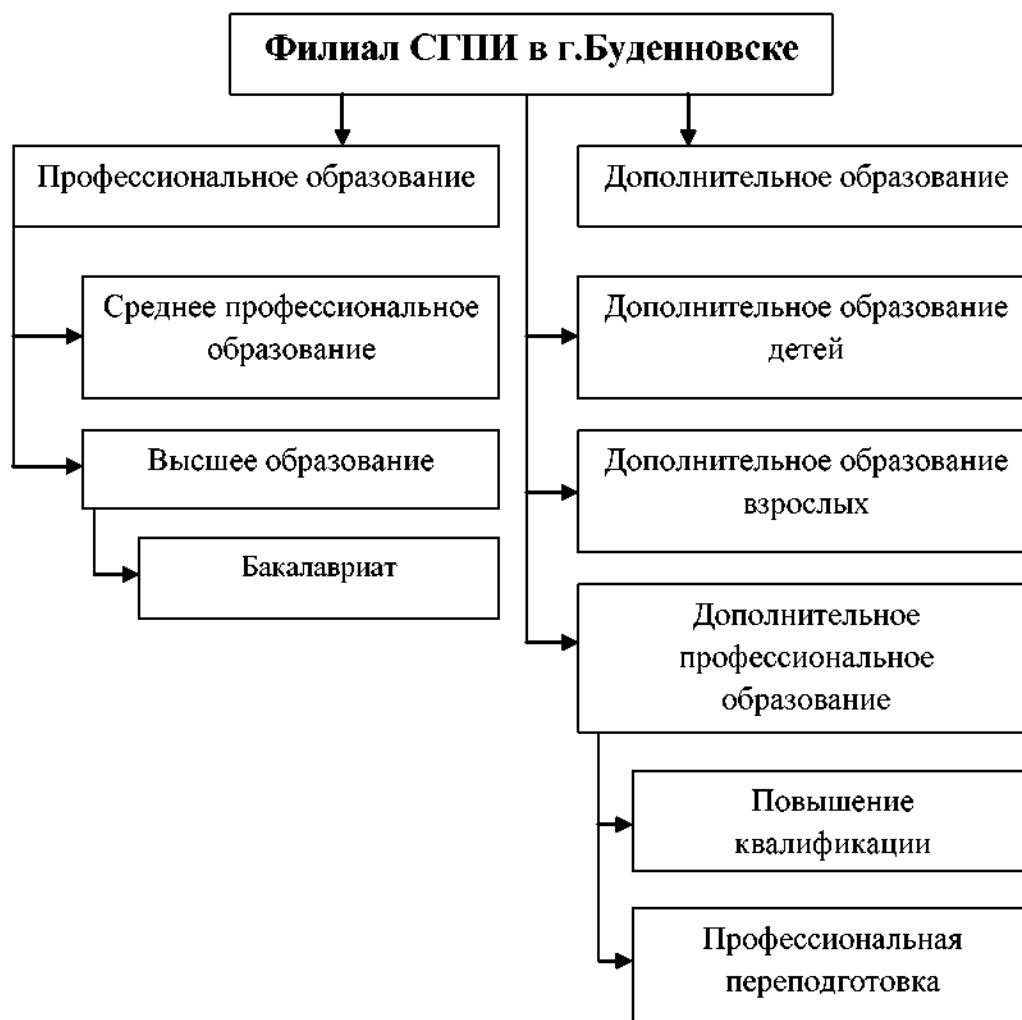 Филиал СГПИ в г.Буденновске
Профессиональное образование
Среднее профессиональное
образование
Высшее образование
Бакалавриат
Дополнительное образование
Дополнительное образование
детей
Дополнительное образование
взрослых
Дополнительное
профессиональное
образование
Повышение
квалификации
Профессиональная
переподготовка